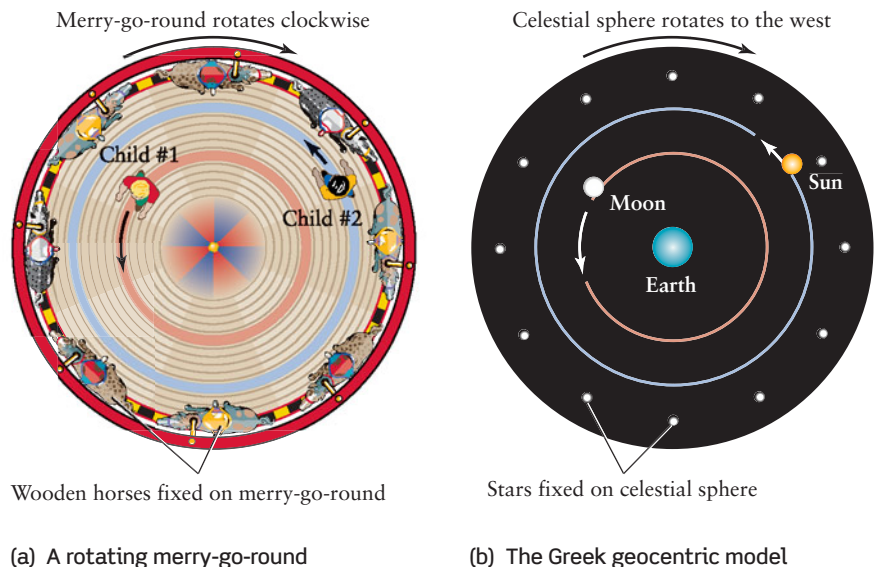 Merry-go-round rotates clockwise
Child #1
Child #2
Wooden horses fixed on merry-go-round
(a) A rotating merry-go-round
Celestial sphere rotates to the west
Sun
Moon
Earth
Stars fixed on celestial sphere
(b) The Greek geocentric model